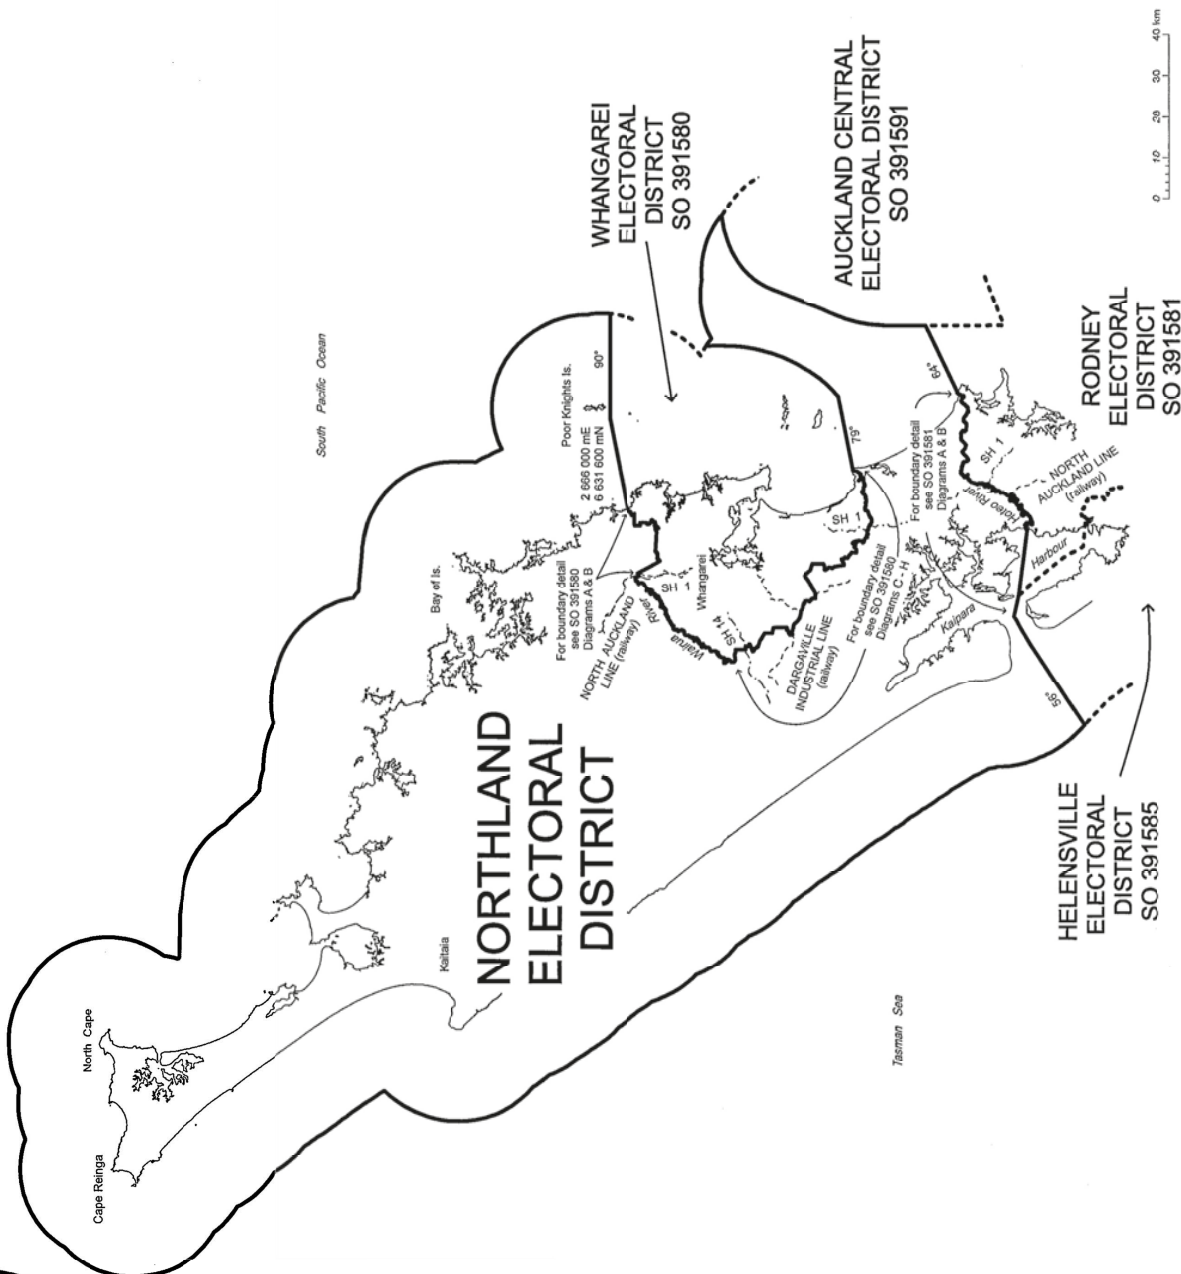 Cape Reinga
North Cape
South Pacific Ocean
Kaitaia
NORTHLAND
ELECTORAL
DISTRICT
Bay of Is.
Poor Knights Is.
2 666 000 mE
6 631 600 mN
90°
For boundary detail
see SO 391580
Diagrams A & B
NORTH AUCKLAND
LINE (railway)
Wairua River
SH 1
Whangarei
SH 14
DARGAVILLE
INDUSTRIAL LINE
(railway)
SH 1
79°
For boundary detail
see SO 391580
Diagrams C - H
WHANGAREI
ELECTORAL
DISTRICT
SO 391580
AUCKLAND CENTRAL
ELECTORAL DISTRICT
SO 391591
64°
For boundary detail
see SO 391581
Diagrams A & B
SH 1
Hoteo River
NORTH
AUCKLAND LINE
(railway)
Kaipara
Harbour
56°
RODNEY
ELECTORAL
DISTRICT
SO 391581
HELENSVILLE
ELECTORAL
DISTRICT
SO 391585
Tasman Sea
0 10 20 30 40 km